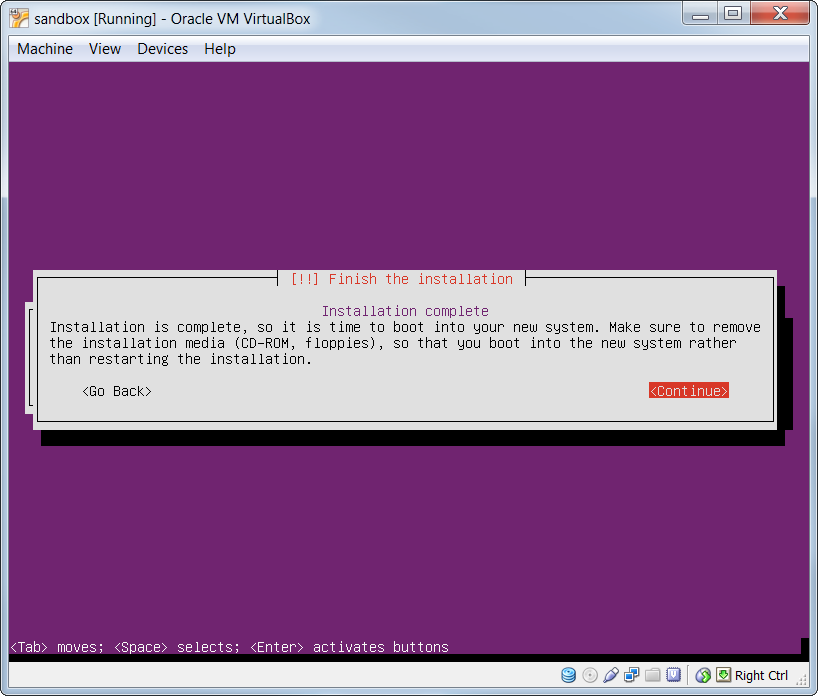 sandbox [Running] - Oracle VM VirtualBox
Machine View Devices Help
[!!] Finish the installation
Installation complete
Installation is complete, so it is time to boot into your new system. Make sure to remove
the installation media (CD-ROM, floppies), so that you boot into the new system rather
than restarting the installation.
<Go Back> <Continue>
<Tab> moves; <Space> selects; <Enter> activates buttons
Right Ctrl